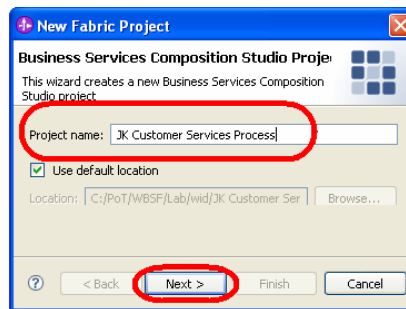 New Fabric Project
Business Services Composition Studio Proje
This wizard creates a new Business Services Composition
Studio project
Project name: JK Customer Services Process
Use default location
Location: C:/PoT/WBSF/Lab/wid/JK Customer Ser Browse...
? < Back Next > Finish Cancel